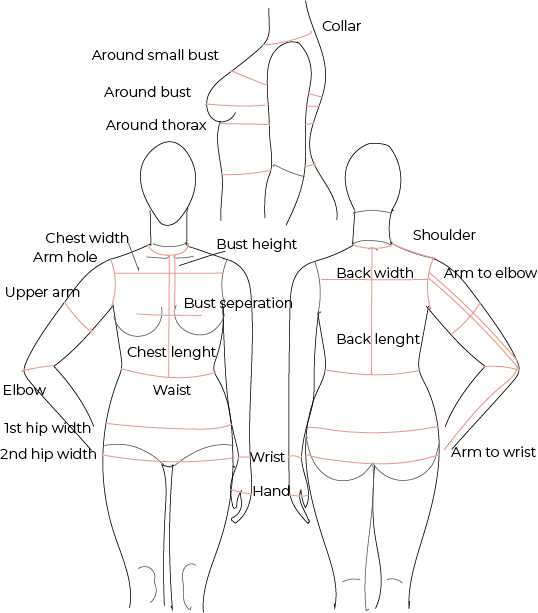 Collar
Around small bust
Around bust
Around thorax
Chest width
Arm hole
Bust height
Shoulder
Back width
Arm to elbow
Upper arm
Bust seperation
Back lenght
Chest lenght
Elbow
Waist
1st hip width
2nd hip width
Wrist
Arm to wrist
Hand